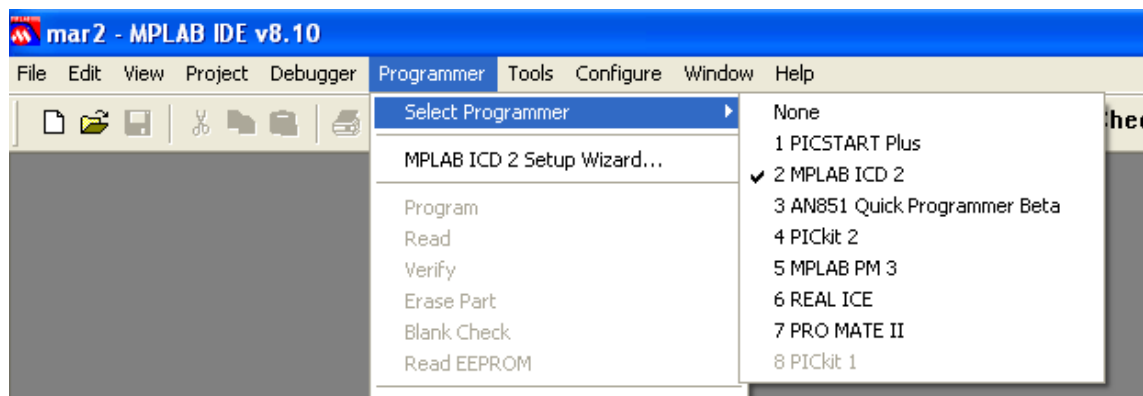 mar2 - MPLAB IDE v8.10
File Edit View Project Debugger Programmer Tools Configure Window Help
Select Programmer
MPLAB ICD 2 Setup Wizard...
Program
Read
Verify
Erase Part
Blank Check
Read EEPROM
None
1 PICSTART Plus
2 MPLAB ICD 2
3 AN851 Quick Programmer Beta
4 PICkit 2
5 MPLAB PM 3
6 REAL ICE
7 PRO MATE II
8 PICkit 1